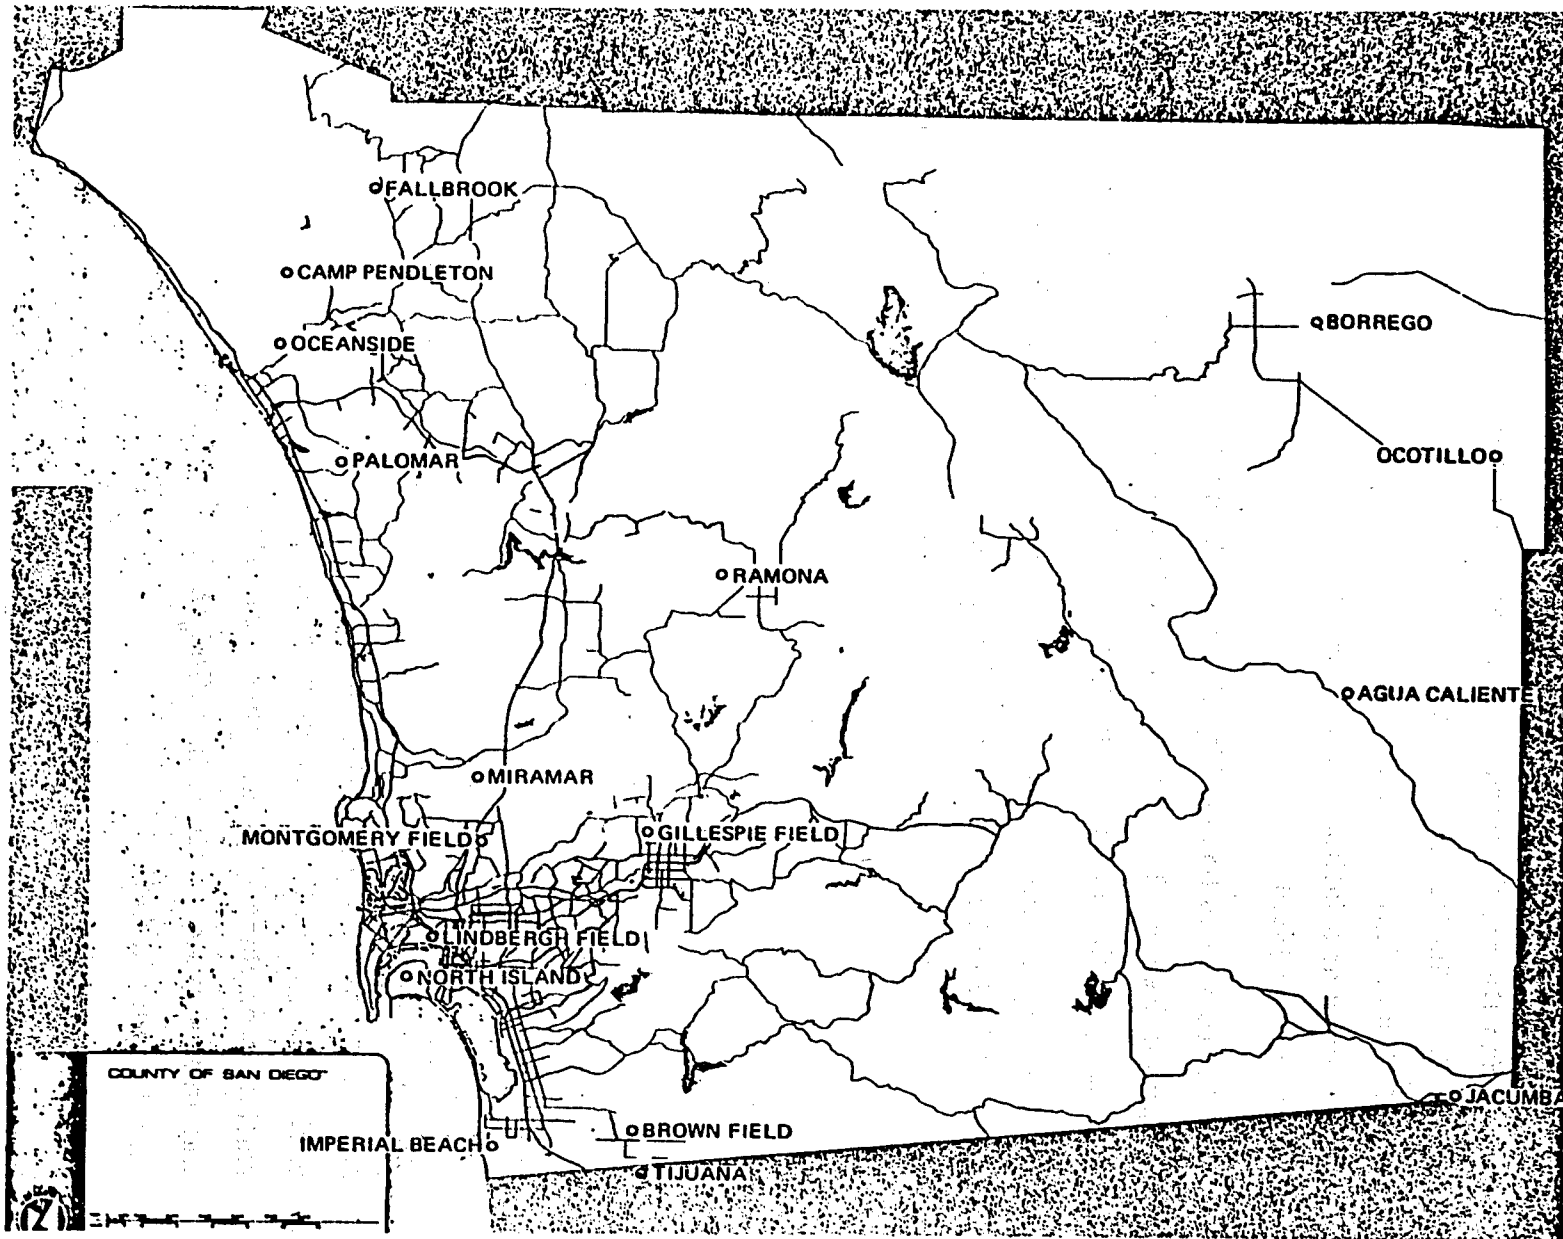 FALLBROOK
CAMP PENDLETON
BORREGO
OCEANSIDE
OCOTILLO
PALOMAR
RAMONA
AGUA CALIENTE
MIRAMAR
MONTGOMERY FIELD
GILLESPIE FIELD
LINDBERGH FIELD
NORTH ISLAND
COUNTY OF SAN DIEGO
JACUMBA
IMPERIAL BEACH
BROWN FIELD
TIJUANA